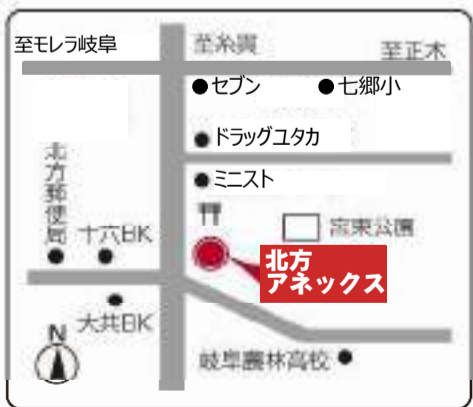 至モレラ岐阜
至糸貫
至正木
セブン
七郷小
ドラッグユタカ
ミニスト
北方郵便局
十六BK
宮東公園
北方
アネックス
大共BK
N
岐阜農林高校